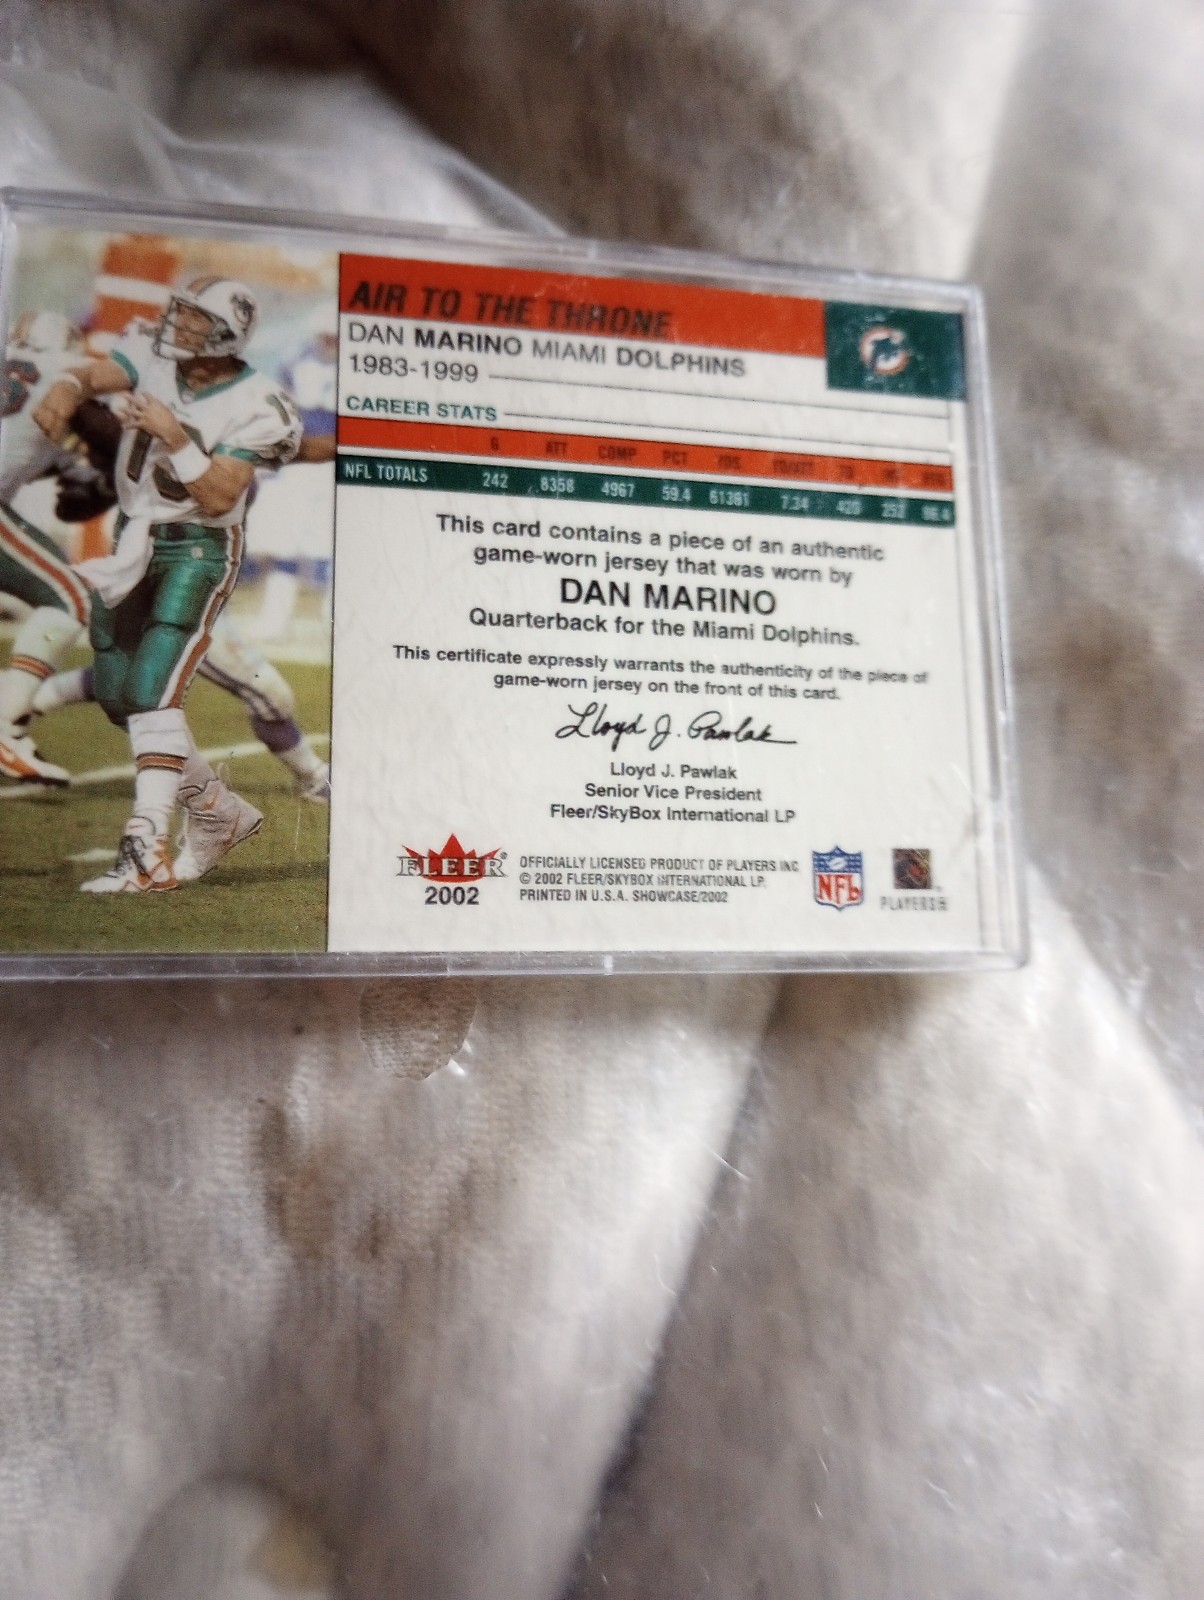 AIR TO THE THRONE
DAN MARINO MIAMI DOLPHINS
1983-1999
CAREER STATS
G ATT COMP PCT YDS YD/ATT TD
NFL TOTALS 242 8358 4967 59.4 61361 7.34 420 252 86.4
This card contains a piece of an authentic
game-worn jersey that was worn by
DAN MARINO
Quarterback for the Miami Dolphins.
This certificate expressly warrants the authenticity of the piece of
game-worn jersey on the front of this card.
Lloyd J. Pawlak
Lloyd J. Pawlak
Senior Vice President
Fleer/SkyBox International LP
FLEER®
2002
OFFICIALLY LICENSED PRODUCT OF PLAYERS INC
© 2002 FLEER/SKYBOX INTERNATIONAL LP.
PRINTED IN U.S.A. SHOWCASE/2002
NFL
PLAYERS